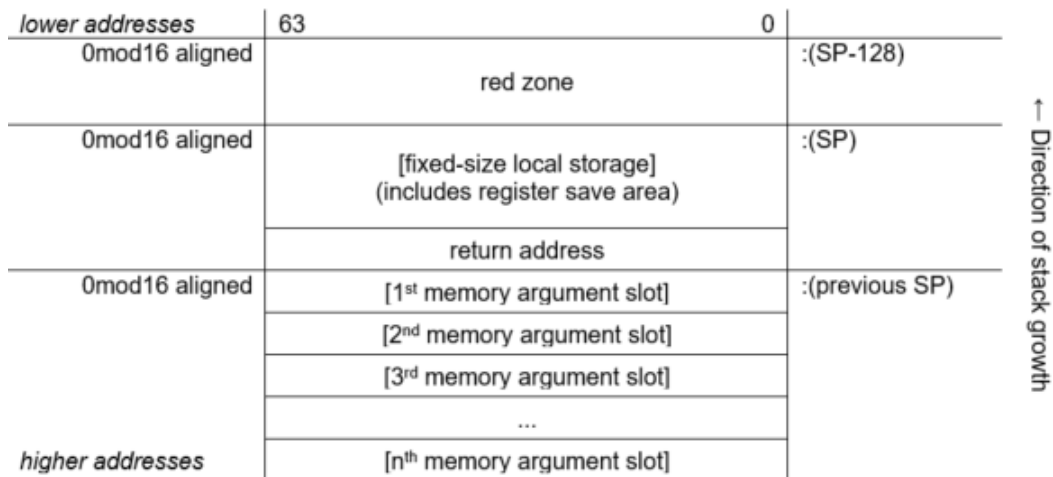 lower addresses 63 0
0mod16 aligned :(SP-128)
red zone
0mod16 aligned :(SP)
[fixed-size local storage]
(includes register save area)
return address
0mod16 aligned [1st memory argument slot] :(previous SP)
[2nd memory argument slot]
[3rd memory argument slot]
...
higher addresses [nth memory argument slot]
← Direction of stack growth